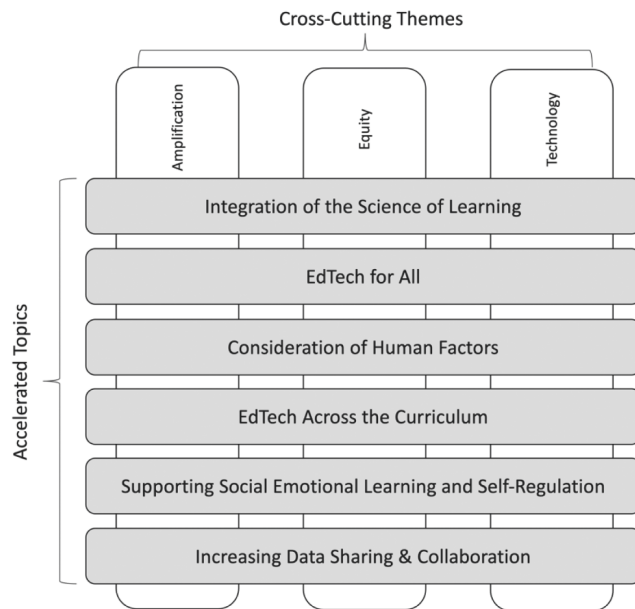 Cross-Cutting Themes
Amplification
Equity
Technology
Accelerated Topics
Integration of the Science of Learning
EdTech for All
Consideration of Human Factors
EdTech Across the Curriculum
Supporting Social Emotional Learning and Self-Regulation
Increasing Data Sharing & Collaboration